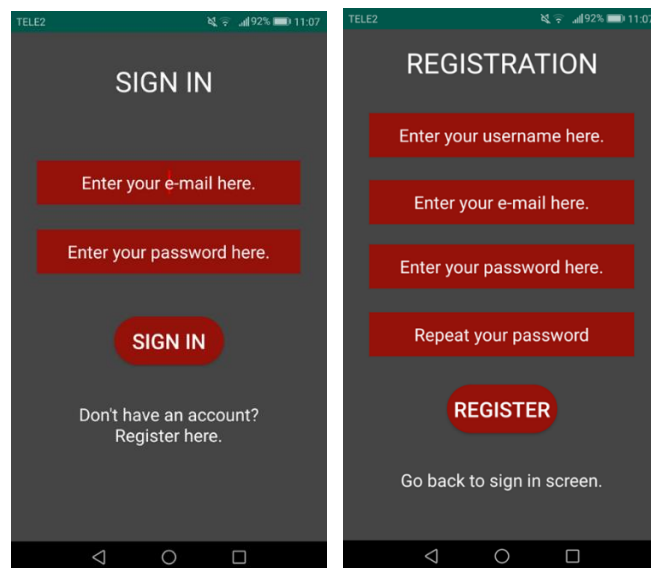 TELE2 92% 11:07
SIGN IN
Enter your e-mail here.
Enter your password here.
SIGN IN
Don't have an account?
Register here.
TELE2 92% 11:07
REGISTRATION
Enter your username here.
Enter your e-mail here.
Enter your password here.
Repeat your password
REGISTER
Go back to sign in screen.